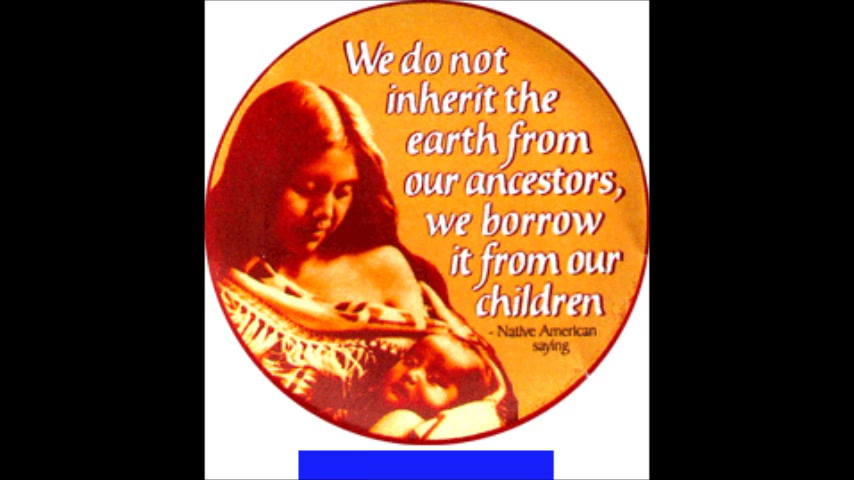 We do not
inherit the
earth from
our ancestors,
we borrow
it from our
children
- Native American
saying